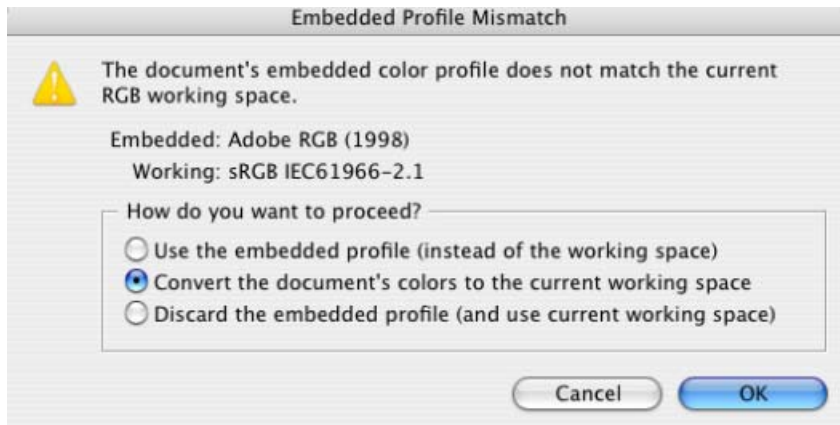 Embedded Profile Mismatch
The document's embedded color profile does not match the current
RGB working space.
Embedded: Adobe RGB (1998)
Working: sRGB IEC61966-2.1
How do you want to proceed?
Use the embedded profile (instead of the working space)
Convert the document's colors to the current working space
Discard the embedded profile (and use current working space)
Cancel OK